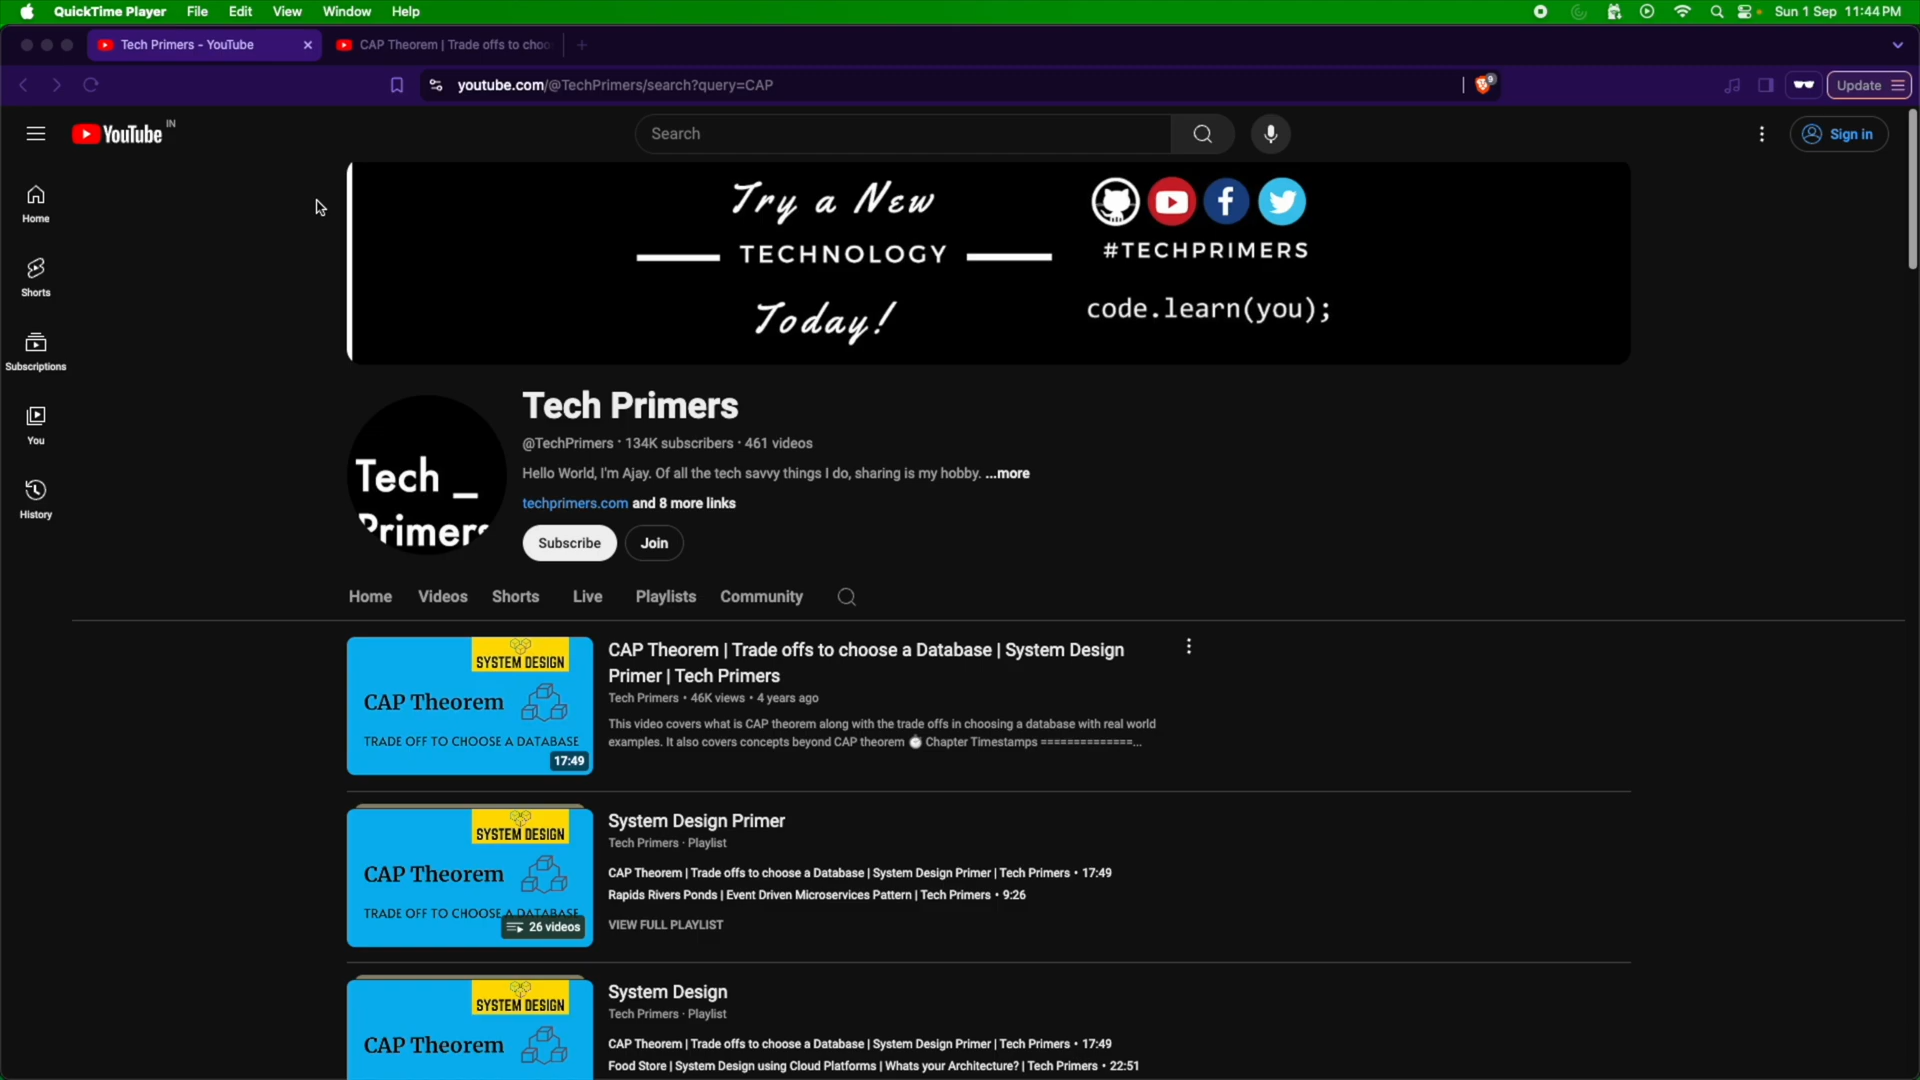 QuickTime Player File Edit View Window Help
Sun 1 Sep 11:44 PM
Tech Primers - YouTube
CAP Theorem | Trade offs to choo
youtube.com/@TechPrimers/search?query=CAP
9
Update
YouTube IN
Search
Sign in
Home
Shorts
Subscriptions
You
History
Try a New
TECHNOLOGY
Today!
#TECHPRIMERS
code.learn(you);
Tech _
Primers
Tech Primers
@TechPrimers • 134K subscribers • 461 videos
Hello World, I'm Ajay. Of all the tech savvy things I do, sharing is my hobby. ...more
techprimers.com and 8 more links
Subscribe
Join
Home Videos Shorts Live Playlists Community
SYSTEM DESIGN
CAP Theorem
TRADE OFF TO CHOOSE A DATABASE
17:49
CAP Theorem | Trade offs to choose a Database | System Design
Primer | Tech Primers
Tech Primers • 46K views • 4 years ago
This video covers what is CAP theorem along with the trade offs in choosing a database with real world
examples. It also covers concepts beyond CAP theorem ⏱ Chapter Timestamps ==============...
SYSTEM DESIGN
CAP Theorem
TRADE OFF TO CHOOSE A DATABASE
26 videos
System Design Primer
Tech Primers · Playlist
CAP Theorem | Trade offs to choose a Database | System Design Primer | Tech Primers • 17:49
Rapids Rivers Ponds | Event Driven Microservices Pattern | Tech Primers • 9:26
VIEW FULL PLAYLIST
SYSTEM DESIGN
CAP Theorem
System Design
Tech Primers · Playlist
CAP Theorem | Trade offs to choose a Database | System Design Primer | Tech Primers • 17:49
Food Store | System Design using Cloud Platforms | Whats your Architecture? | Tech Primers • 22:51